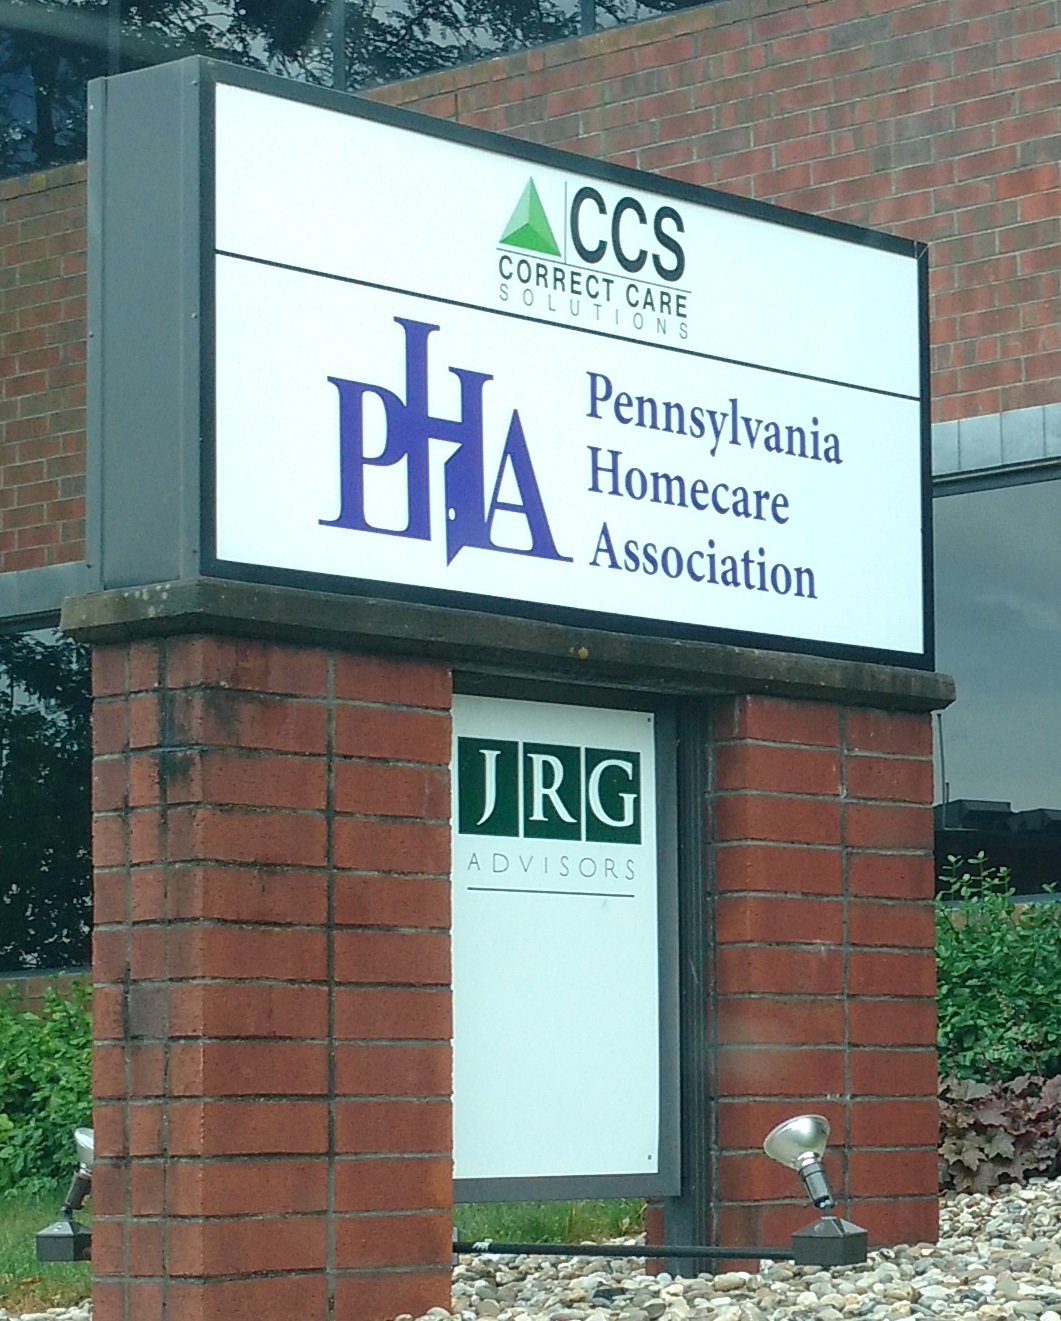 CCS
CORRECT CARE
SOLUTIONS
PHA
Pennsylvania
Homecare
Association
JRG
ADVISORS